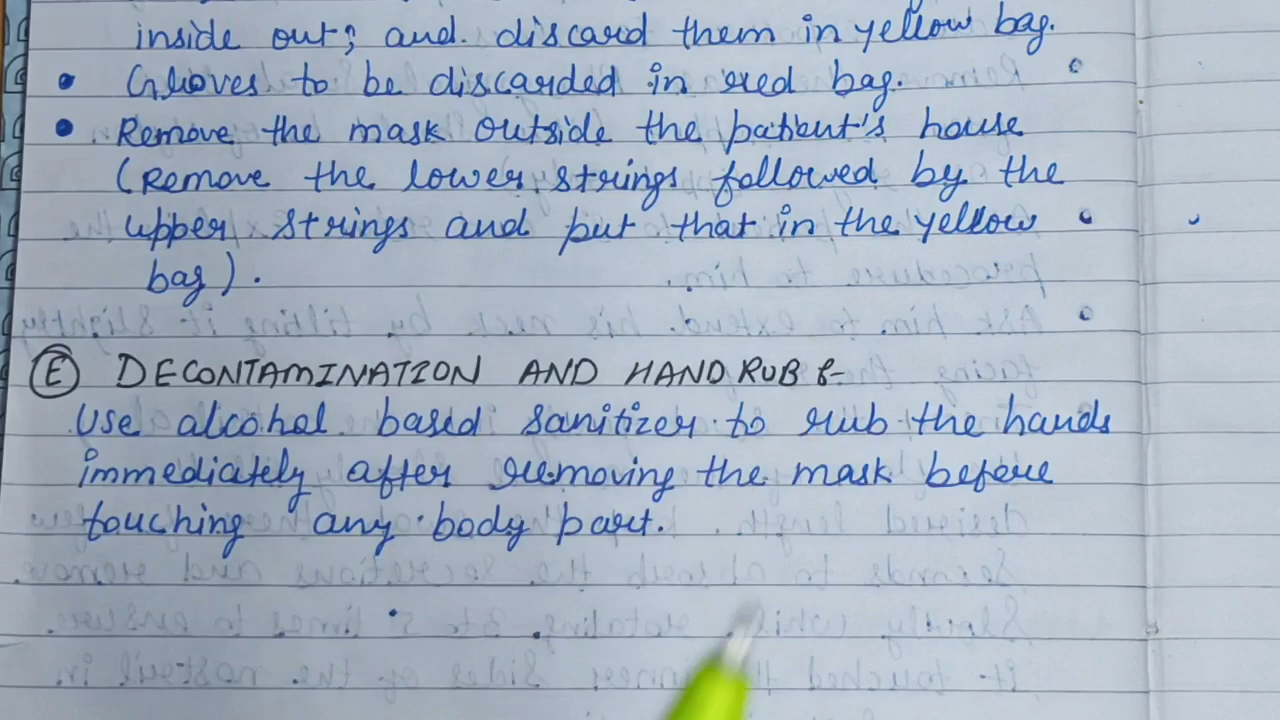 inside out; and discard them in yellow bag.
• Gloves to be discarded in red bag.
• Remove the mask outside the patient's house
(Remove the lower strings followed by the
upper strings and put that in the yellow
bag).
Ⓔ DECONTAMINATION AND HAND RUB :-
Use alcohol based sanitizer to rub the hands
immediately after removing the mask before
touching any body part.